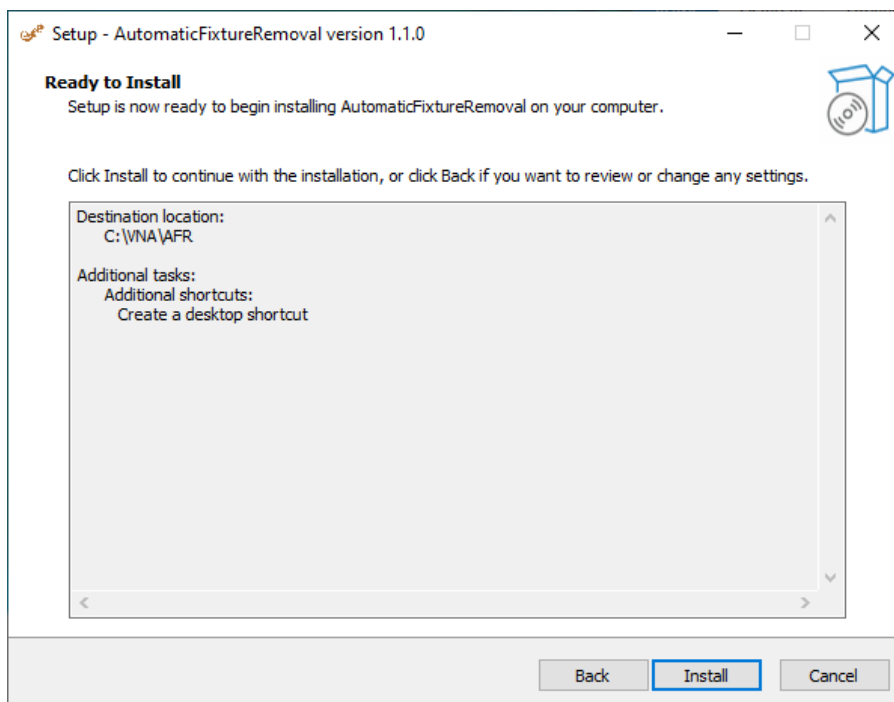 Setup - AutomaticFixtureRemoval version 1.1.0
Ready to Install
Setup is now ready to begin installing AutomaticFixtureRemoval on your computer.
Click Install to continue with the installation, or click Back if you want to review or change any settings.
Destination location:
C:\VNA\AFR
Additional tasks:
Additional shortcuts:
Create a desktop shortcut
Back
Install
Cancel